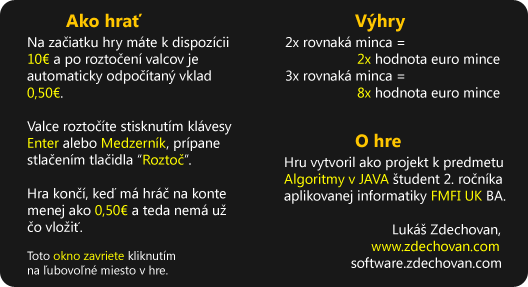 Ako hrať
Na začiatku hry máte k dispozícii
10€ a po roztočení valcov je
automaticky odpočítaný vklad
0,50€.
Valce roztočíte stisknutím klávesy
Enter alebo Medzerník, prípane
stlačením tlačidla "Roztoč".
Hra končí, keď má hráč na konte
menej ako 0,50€ a teda nemá už
čo vložiť.
Toto okno zavriete kliknutím
na ľubovoľné miesto v hre.
Výhry
2x rovnaká minca =
2x hodnota euro mince
3x rovnaká minca =
8x hodnota euro mince
O hre
Hru vytvoril ako projekt k predmetu
Algoritmy v JAVA študent 2. ročníka
aplikovanej informatiky FMFI UK BA.
Lukáš Zdechovan,
www.zdechovan.com
software.zdechovan.com